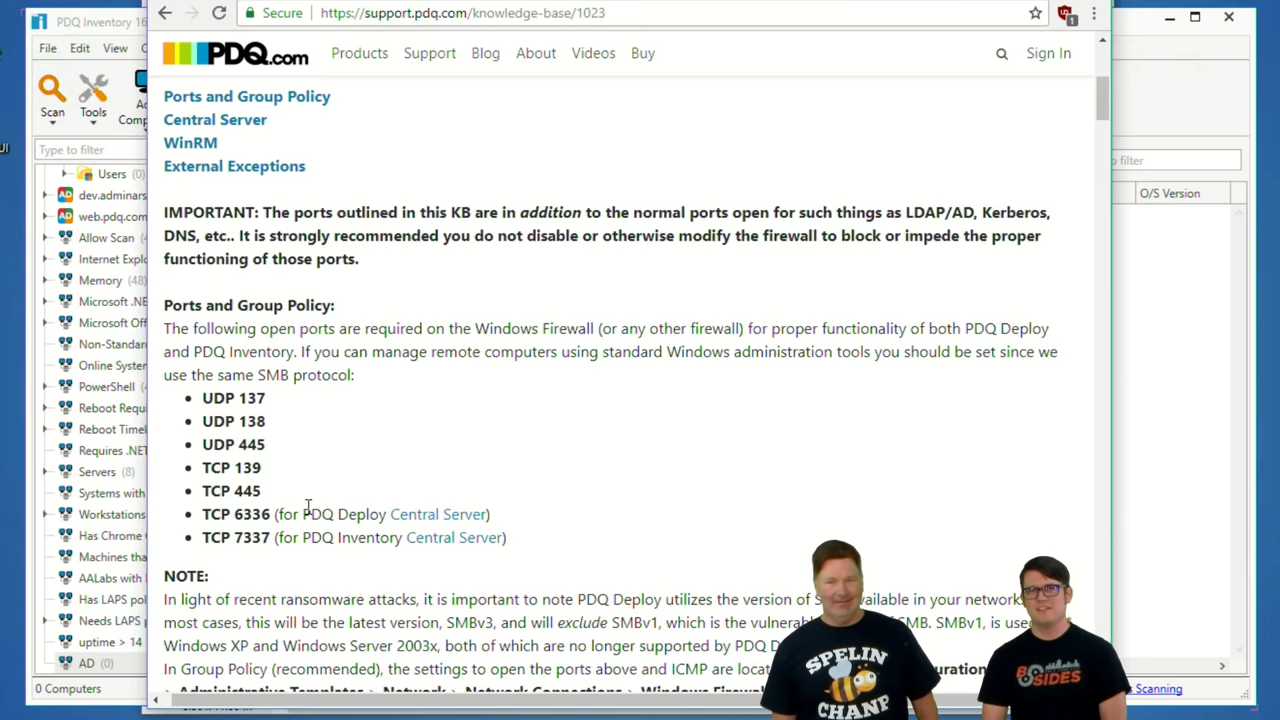 PDQ Inventory 16
Secure
https://support.pdq.com/knowledge-base/1023
1
File Edit View
PDQ.com
Products Support Blog About Videos Buy
Sign In
Scan
Tools
Type to filter
Users (0)
dev.adminars
web.pdq.com
Allow Scan
Internet Explo
Memory (48)
Microsoft .NE
Microsoft Off
Non-Standar
Online System
PowerShell
Reboot Requi
Reboot Timel
Requires .NET
Servers (8)
Systems with
Workstations
Has Chrome
Machines tha
AALabs with
Has LAPS
Needs LAPS
uptime > 14
AD (0)
0 Computers
Ports and Group Policy
Central Server
WinRM
External Exceptions
IMPORTANT: The ports outlined in this KB are in addition to the normal ports open for such things as LDAP/AD, Kerberos,
DNS, etc.. It is strongly recommended you do not disable or otherwise modify the firewall to block or impede the proper
functioning of those ports.
Ports and Group Policy:
The following open ports are required on the Windows Firewall (or any other firewall) for proper functionality of both PDQ Deploy
and PDQ Inventory. If you can manage remote computers using standard Windows administration tools you should be set since we
use the same SMB protocol:
• UDP 137
• UDP 138
• UDP 445
• TCP 139
• TCP 445
• TCP 6336 (for PDQ Deploy Central Server)
• TCP 7337 (for PDQ Inventory Central Server)
NOTE:
In light of recent ransomware attacks, it is important to note PDQ Deploy utilizes the version of available in your network
most cases, this will be the latest version, SMBv3, and will exclude SMBv1, which is the SMB. SMBv1, is
Windows XP and Windows Server 2003x, both of which are no longer supported by PDQ
In Group Policy (recommended), the settings to open the ports above and ICMP are
> Administrative Templates > Network > Network Connections > Windows
filter
O/S Version
Scanning
SPELIN
CHANP
BSIDES